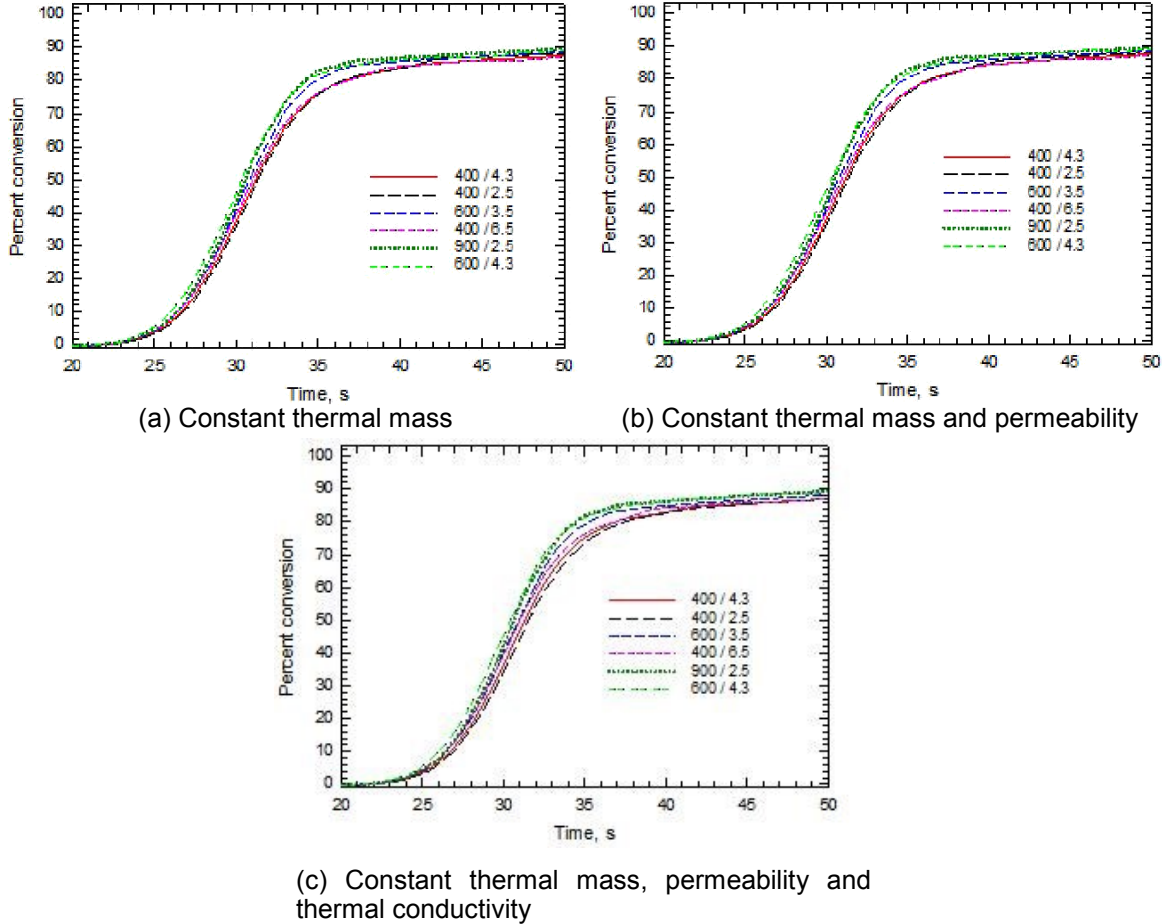 100
90
80
70
60
50
40
30
20
10
0
Percent conversion
400 / 4.3
400 / 2.5
600 / 3.5
400 / 6.5
900 / 2.5
600 / 4.3
20 25 30 35 40 45 50
Time, s
(a) Constant thermal mass
100
90
80
70
60
50
40
30
20
10
0
Percent conversion
400 / 4.3
400 / 2.5
600 / 3.5
400 / 6.5
900 / 2.5
600 / 4.3
20 25 30 35 40 45 50
Time, s
(b) Constant thermal mass and permeability
100
90
80
70
60
50
40
30
20
10
0
Percent conversion
400 / 4.3
400 / 2.5
600 / 3.5
400 / 6.5
900 / 2.5
600 / 4.3
20 25 30 35 40 45 50
Time, s
(c) Constant thermal mass, permeability and
thermal conductivity